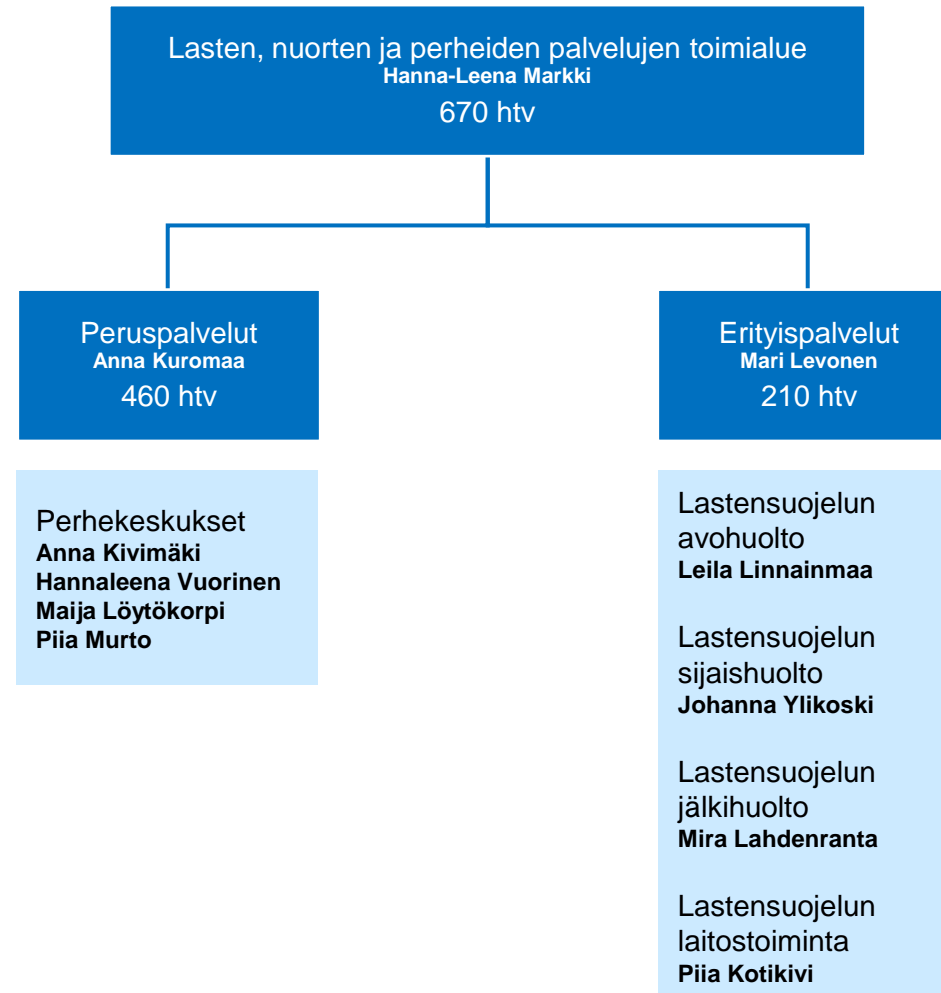 Lasten, nuorten ja perheiden palvelujen toimialue
Hanna-Leena Markki
670 htv
Peruspalvelut
Anna Kuromaa
460 htv
Perhekeskukset
Anna Kivimäki
Hannaleena Vuorinen
Maija Löytökorpi
Piia Murto
Erityispalvelut
Mari Levonen
210 htv
Lastensuojelun
avohuolto
Leila Linnainmaa
Lastensuojelun
sijaishuolto
Johanna Ylikoski
Lastensuojelun
jälkihuolto
Mira Lahdenranta
Lastensuojelun
laitostoiminta
Piia Kotikivi